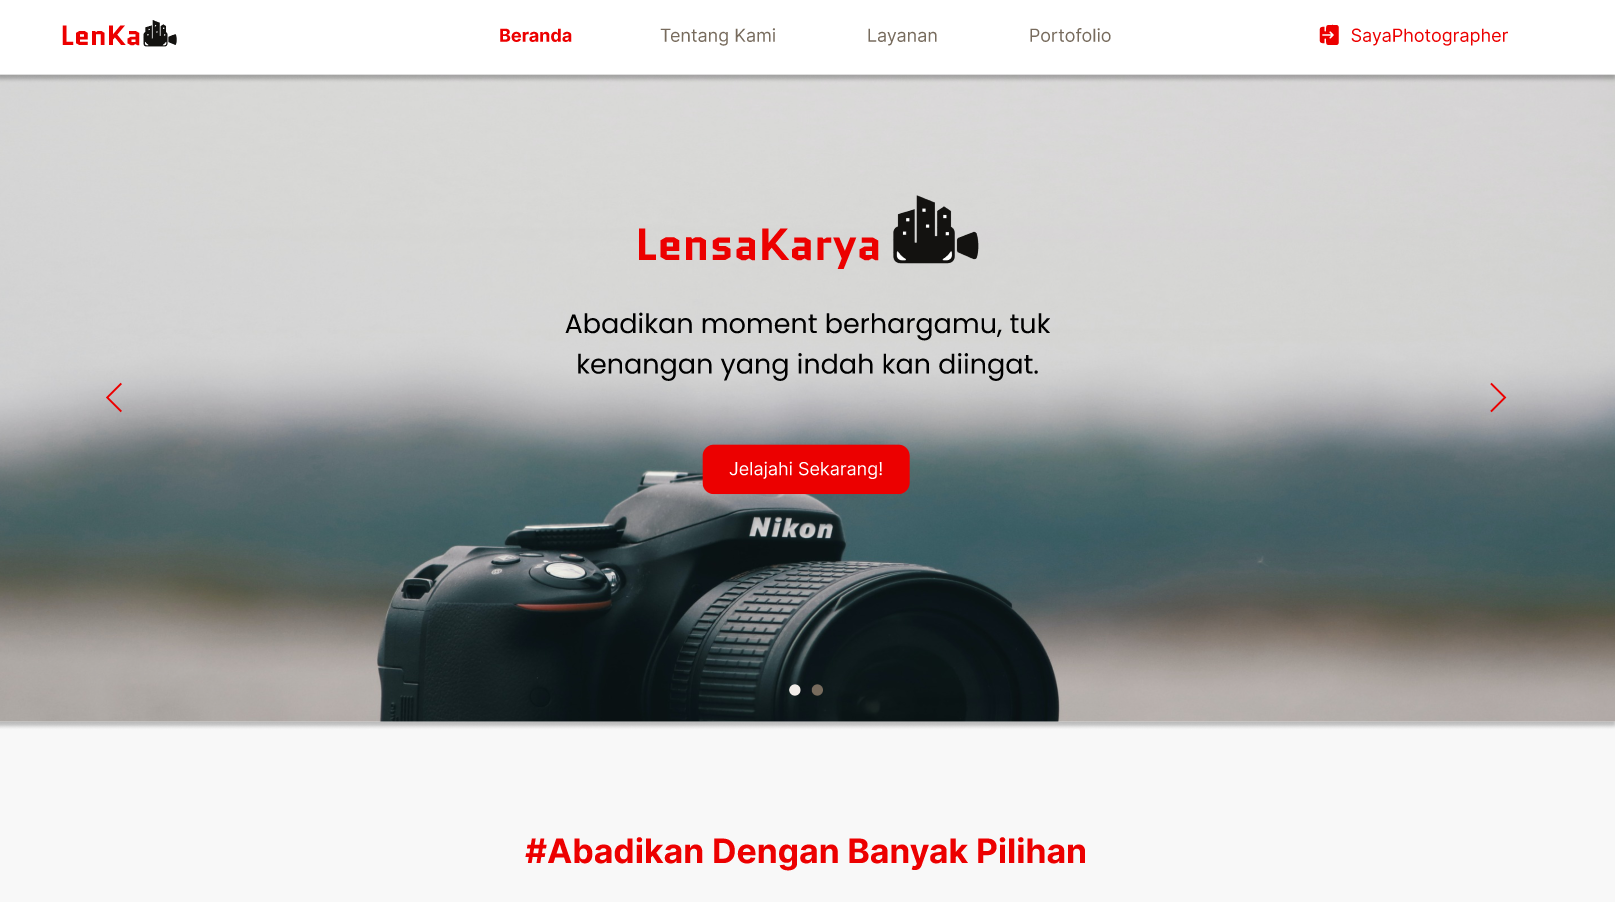 LenKa
Beranda
Tentang Kami
Layanan
Portofolio
SayaPhotographer
LensaKarya
Abadikan moment berhargamu, tuk
kenangan yang indah kan diingat.
Jelajahi Sekarang!
Nikon
#Abadikan Dengan Banyak Pilihan